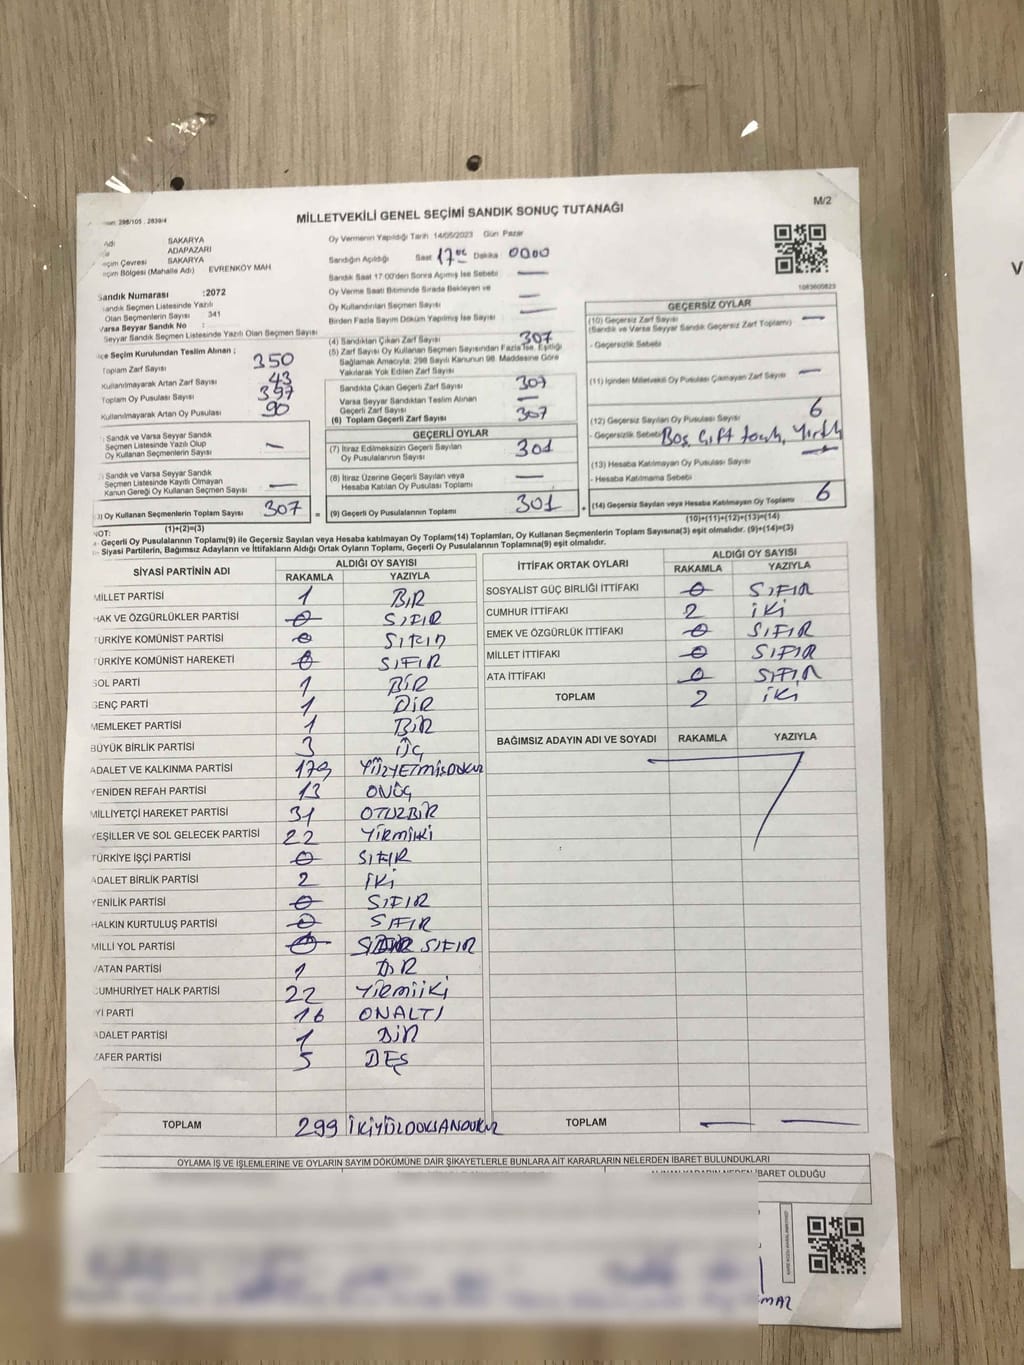 298/105 . 2839/4
MİLLETVEKİLİ GENEL SEÇİMİ SANDIK SONUÇ TUTANAĞI
M/2
Adı SAKARYA
ADAPAZARI
Seçim Çevresi SAKARYA
Seçim Bölgesi (Mahalle Adı) EVRENKÖY MAH
Sandık Numarası :2072
Sandık Seçmen Listesinde Yazılı
Olan Seçmenlerin Sayısı 341
Varsa Seyyar Sandık No :
Seyyar Sandık Seçmen Listesinde Yazılı Olan Seçmen Sayısı
İlçe Seçim Kurulundan Teslim Alınan ;
Toplam Zarf Sayısı 350
Kullanılmayarak Artan Zarf Sayısı 43
Toplam Oy Pusulası Sayısı 397
Kullanılmayarak Artan Oy Pusulası 90
Sandık ve Varsa Seyyar Sandık
Seçmen Listesinde Yazılı Olup
Oy Kullanan Seçmenlerin Sayısı —
Sandık ve Varsa Seyyar Sandık
Seçmen Listesinde Kayıtlı Olmayan
Kanun Gereği Oy Kullanan Seçmen Sayısı —
Oy Kullanan Seçmenlerin Toplam Sayısı 307 =
(1)+(2)=(3)
Oy Vermenin Yapıldığı Tarih 14/05/2023 Gün Pazar
Sandığın Açıldığı Saat 17 00 Dakika 0000
Sandık Saat 17:00'den Sonra Açılmış İse Sebebi —
Oy Verme Saati Bitiminde Sırada Bekleyen ve
Oy Kullandırılan Seçmen Sayısı —
Birden Fazla Sayım Döküm Yapılmış İse Sayısı —
(4) Sandıktan Çıkan Zarf Sayısı 307
(5) Zarf Sayısı Oy Kullanan Seçmen Sayısından Fazla İse, Eşitliği
Sağlamak Amacıyla, 298 Sayılı Kanunun 98. Maddesine Göre
Yakılarak Yok Edilen Zarf Sayısı
Sandıkta Çıkan Geçerli Zarf Sayısı 307
Varsa Seyyar Sandıktan Teslim Alınan
Geçerli Zarf Sayısı —
(6) Toplam Geçerli Zarf Sayısı 307
GEÇERLİ OYLAR
(7) İtiraz Edilmeksizin Geçerli Sayılan
Oy Pusulalarının Sayısı 301
(8) İtiraz Üzerine Geçerli Sayılan veya
Hesaba Katılan Oy Pusulası Toplamı —
(9) Geçerli Oy Pusulalarının Toplamı 301 +
1083600823
GEÇERSİZ OYLAR
(10) Geçersiz Zarf Sayısı
(Sandık ve Varsa Seyyar Sandık Geçersiz Zarf Toplamı) —
- Geçersizlik Sebebi
(11) İçinden Milletvekili Oy Pusulası Çıkmayan Zarf Sayısı —
(12) Geçersiz Sayılan Oy Pusulası Sayısı 6
- Geçersizlik Sebebi Boş, Çift Yırtık
(13) Hesaba Katılmayan Oy Pusulası Sayısı —
- Hesaba Katılmama Sebebi
(14) Geçersiz Sayılan veya Hesaba Katılmayan Oy Toplamı 6
(10)+(11)+(12)+(13)=(14)
NOT:
Geçerli Oy Pusulalarının Toplamı(9) ile Geçersiz Sayılan veya Hesaba katılmayan Oy Toplamı(14) Toplamları, Oy Kullanan Seçmenlerin Toplam Sayısına(3) eşit olmalıdır. (9)+(14)=(3)
Siyasi Partilerin, Bağımsız Adayların ve İttifakların Aldığı Ortak Oyların Toplamı, Geçerli Oy Pusulalarının Toplamına(9) eşit olmalıdır.
SİYASİ PARTİNİN ADI ALDIĞI OY SAYISI
RAKAMLA YAZIYLA
MİLLET PARTİSİ 1 BİR
HAK VE ÖZGÜRLÜKLER PARTİSİ 0 SIFIR
TÜRKİYE KOMÜNİST PARTİSİ 0 SIFIR
TÜRKİYE KOMÜNİST HAREKETİ 0 SIFIR
SOL PARTİ 1 BİR
GENÇ PARTİ 1 BİR
MEMLEKET PARTİSİ 1 BİR
BÜYÜK BİRLİK PARTİSİ 3 ÜÇ
ADALET VE KALKINMA PARTİSİ 179 YÜZYETMİŞDOKUZ
YENİDEN REFAH PARTİSİ 13 ONÜÇ
MİLLİYETÇİ HAREKET PARTİSİ 31 OTUZBİR
YEŞİLLER VE SOL GELECEK PARTİSİ 22 YİRMİİKİ
TÜRKİYE İŞÇİ PARTİSİ 0 SIFIR
ADALET BİRLİK PARTİSİ 2 İKİ
YENİLİK PARTİSİ 0 SIFIR
HALKIN KURTULUŞ PARTİSİ 0 SIFIR
MİLLİ YOL PARTİSİ 0 SIFIR
VATAN PARTİSİ 1 BİR
CUMHURİYET HALK PARTİSİ 22 YİRMİİKİ
İYİ PARTİ 16 ONALTI
ADALET PARTİSİ 1 BİR
ZAFER PARTİSİ 5 BEŞ
TOPLAM 299 İKİYÜZDOKSANDOKUZ
İTTİFAK ORTAK OYLARI ALDIĞI OY SAYISI
RAKAMLA YAZIYLA
SOSYALİST GÜÇ BİRLİĞİ İTTİFAKI 0 SIFIR
CUMHUR İTTİFAKI 2 İKİ
EMEK VE ÖZGÜRLÜK İTTİFAKI 0 SIFIR
MİLLET İTTİFAKI 0 SIFIR
ATA İTTİFAKI 0 SIFIR
TOPLAM 2 İKİ
BAĞIMSIZ ADAYIN ADI VE SOYADI RAKAMLA YAZIYLA
TOPLAM — —
OYLAMA İŞ VE İŞLEMLERİNE VE OYLARIN SAYIM DÖKÜMÜNE DAİR ŞİKAYETLERLE BUNLARA AİT KARARLARIN NELERDEN İBARET BULUNDUKLARI
ALINAN KARARIN NEDEN İBARET OLDUĞU